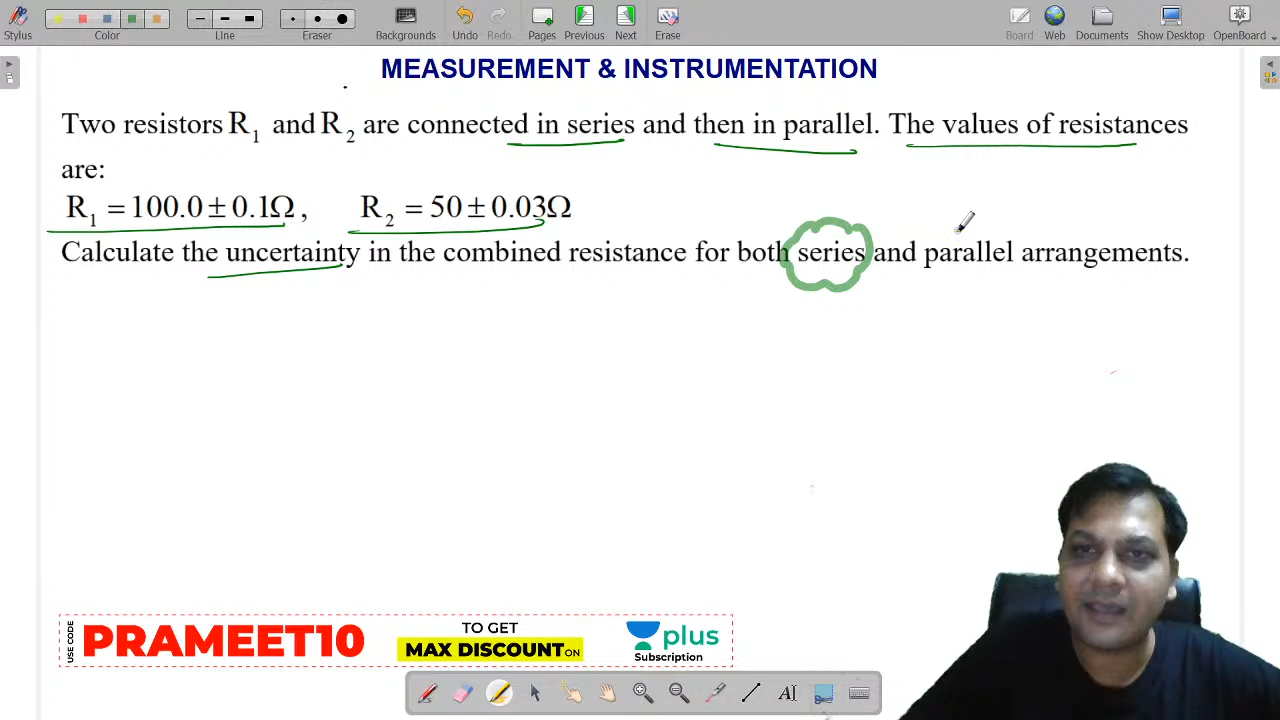 Stylus Color Line Eraser Backgrounds Undo Redo Pages Previous Next Erase Board Web Documents Show Desktop OpenBoard
MEASUREMENT & INSTRUMENTATION
Two resistors R₁ and R₂ are connected in series and then in parallel. The values of resistances
are:
R₁ = 100.0 ± 0.1Ω, R₂ = 50 ± 0.03Ω
Calculate the uncertainty in the combined resistance for both series and parallel arrangements.
USE CODE
PRAMEET10
TO GET
MAX DISCOUNT ON
plus
Subscription
AI